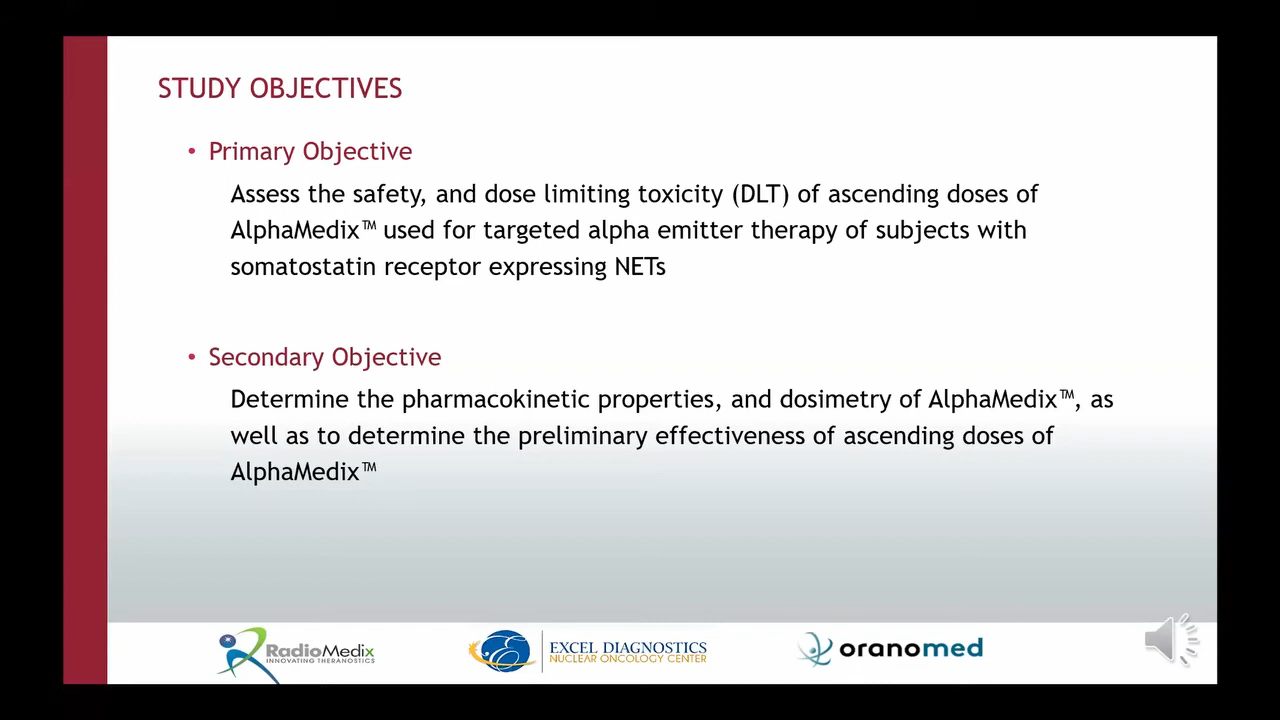 STUDY OBJECTIVES
• Primary Objective
Assess the safety, and dose limiting toxicity (DLT) of ascending doses of
AlphaMedix™ used for targeted alpha emitter therapy of subjects with
somatostatin receptor expressing NETs
• Secondary Objective
Determine the pharmacokinetic properties, and dosimetry of AlphaMedix™, as
well as to determine the preliminary effectiveness of ascending doses of
AlphaMedix™
RadioMedix
INNOVATING THERANOSTICS
EXCEL DIAGNOSTICS
NUCLEAR ONCOLOGY CENTER
oranomed